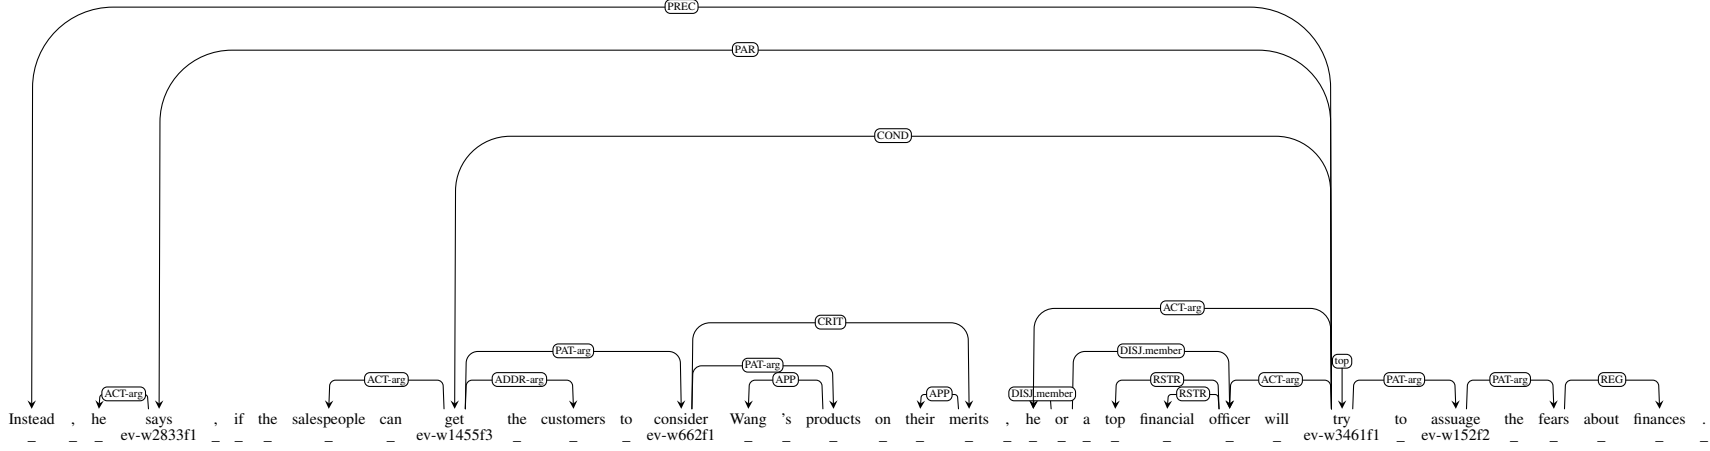 PREC
PAR
COND
ACT-arg
CRIT
PAT-arg DISJ.member
PAT-arg top
ACT-arg ADDR-arg APP RSTR ACT-arg PAT-arg PAT-arg REG
ACT-arg APP DISJ.member RSTR
Instead , he says , if the salespeople can get the customers to consider Wang 's products on their merits , he or a top financial officer will try to assuage the fears about finances .
_ _ _ ev-w2833f1 _ _ _ _ _ ev-w1455f3 _ _ _ ev-w662f1 _ _ _ _ _ _ _ _ _ _ _ _ _ _ ev-w3461f1 _ ev-w152f2 _ _ _ _ _